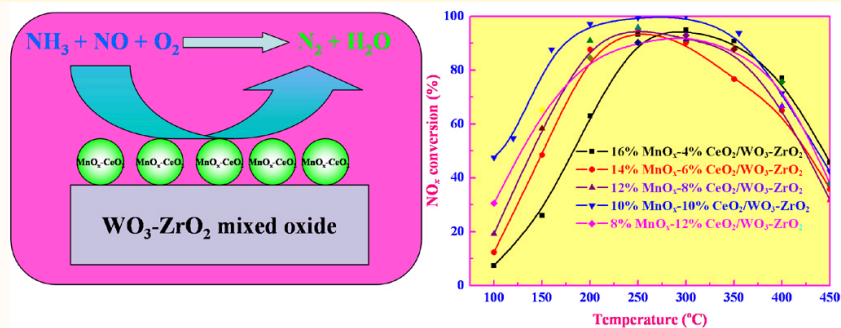 NH₃ + NO + O₂ N₂ + H₂O
MnOₓ-CeO₂ MnOₓ-CeOₓ MnOₓ-CeO₂ MnOₓ-CeO₂ MnOₓ-CeO₂
WO₃-ZrO₂ mixed oxide
NOₓ conversion (%)
100
80
60
40
20
0
16% MnOₓ-4% CeO₂/WO₃-ZrO₂
14% MnOₓ-6% CeO₂/WO₃-ZrO₂
12% MnOₓ-8% CeO₂/WO₃-ZrO₂
10% MnOₓ-10% CeO₂/WO₃-ZrO₂
8% MnOₓ-12% CeO₂/WO₃-ZrO₂
100 150 200 250 300 350 400 450
Temperature (°C)